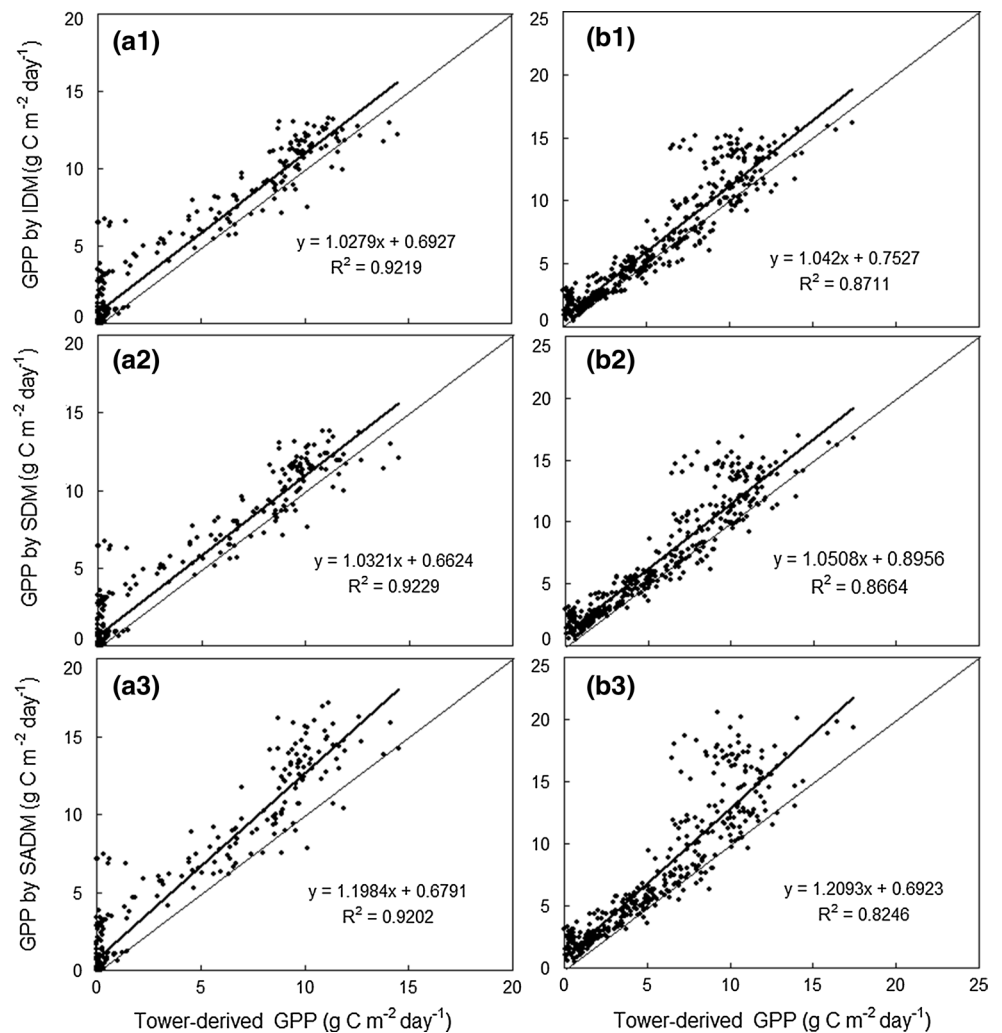 (a1)
20
15
10
5
0
GPP by IDM (g C m⁻² day⁻¹)
y = 1.0279x + 0.6927
R² = 0.9219
(b1)
25
20
15
10
5
0
y = 1.042x + 0.7527
R² = 0.8711
(a2)
20
15
10
5
0
GPP by SDM (g C m⁻² day⁻¹)
y = 1.0321x + 0.6624
R² = 0.9229
(b2)
25
20
15
10
5
0
y = 1.0508x + 0.8956
R² = 0.8664
(a3)
20
15
10
5
0
GPP by SADM (g C m⁻² day⁻¹)
y = 1.1984x + 0.6791
R² = 0.9202
0 5 10 15 20
Tower-derived GPP (g C m⁻² day⁻¹)
(b3)
25
20
15
10
5
0
y = 1.2093x + 0.6923
R² = 0.8246
0 5 10 15 20 25
Tower-derived GPP (g C m⁻² day⁻¹)